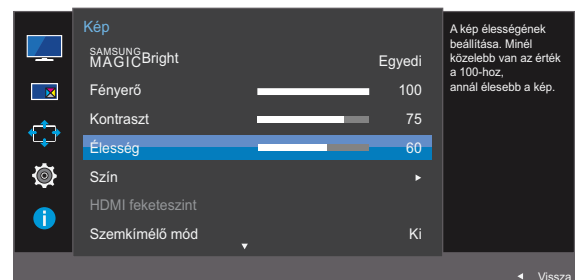 Kép
SAMSUNG
MAGICBright Egyedi
Fényerő 100
Kontraszt 75
Élesség 60
Szín
HDMI feketeszint
Szemkímélő mód Ki
A kép élességének
beállítása. Minél
közelebb van az érték
a 100-hoz,
annál élesebb a kép.
Vissza